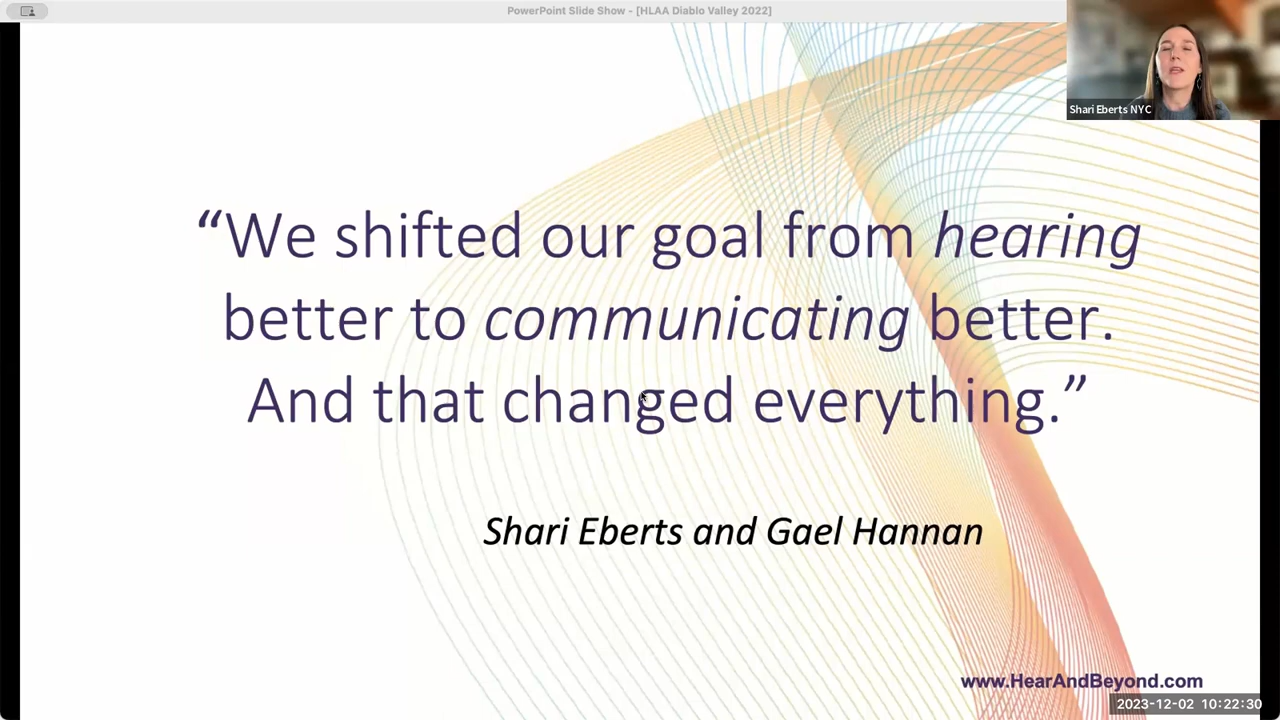 PowerPoint Slide Show - [HLAA Diablo Valley 2022]
Shari Eberts NYC
“We shifted our goal from hearing
better to communicating better.
And that changed everything.”
Shari Eberts and Gael Hannan
www.HearAndBeyond.com
2023-12-02 10:22:30